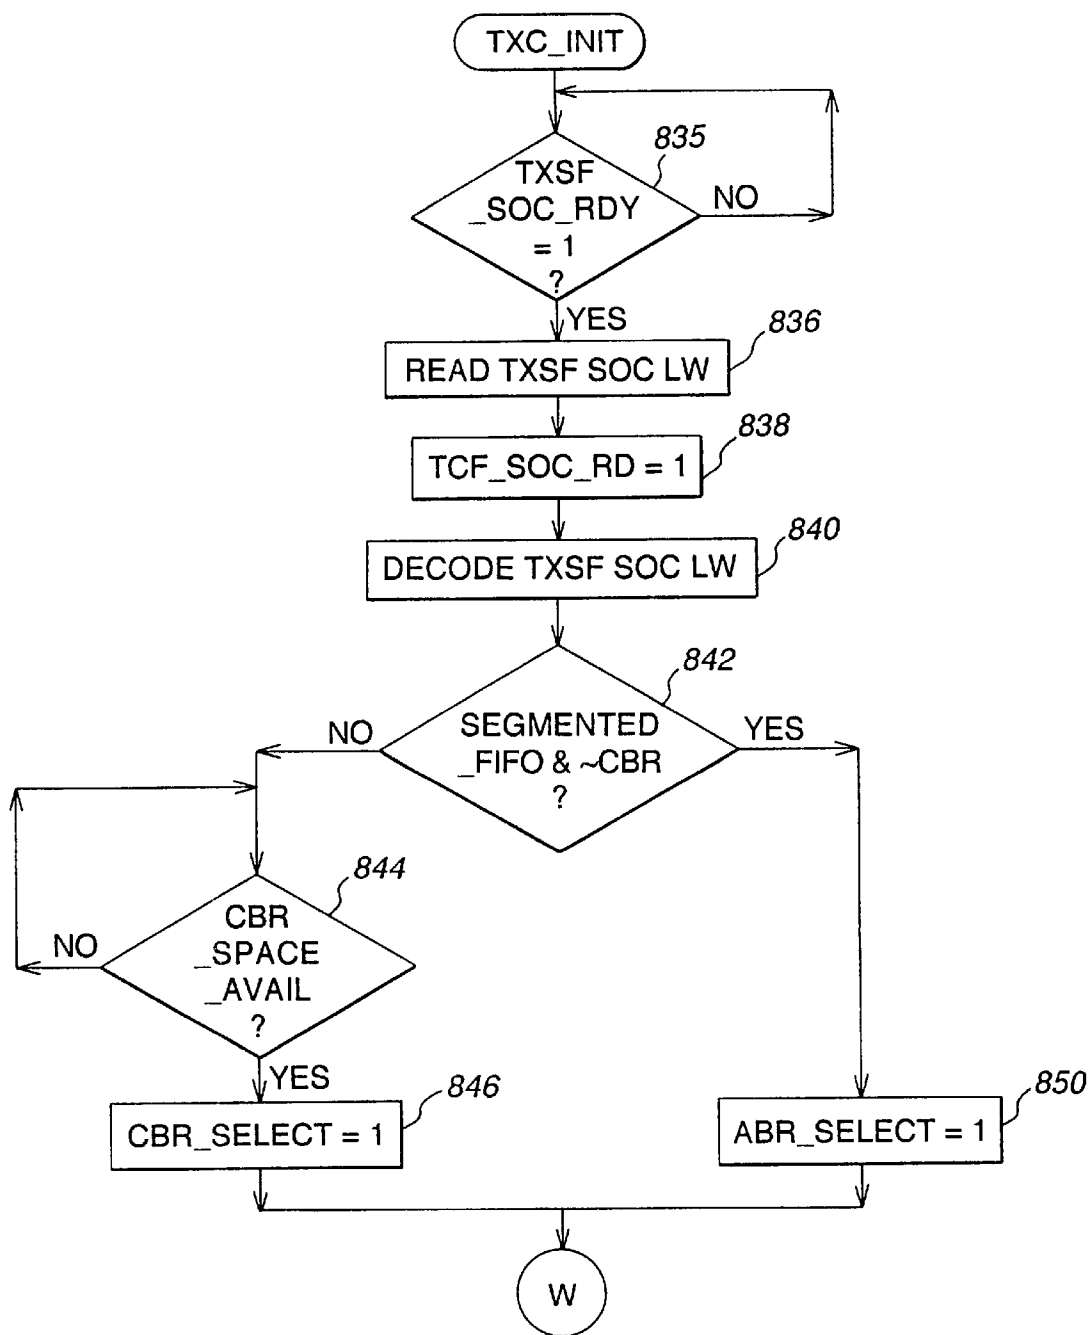 TXC_INIT
835
TXSF
_SOC_RDY
= 1
?
NO
YES
836
READ TXSF SOC LW
838
TCF_SOC_RD = 1
840
DECODE TXSF SOC LW
842
SEGMENTED
_FIFO & ~CBR
?
NO
YES
844
CBR
_SPACE
_AVAIL
?
NO
YES
846
CBR_SELECT = 1
850
ABR_SELECT = 1
W